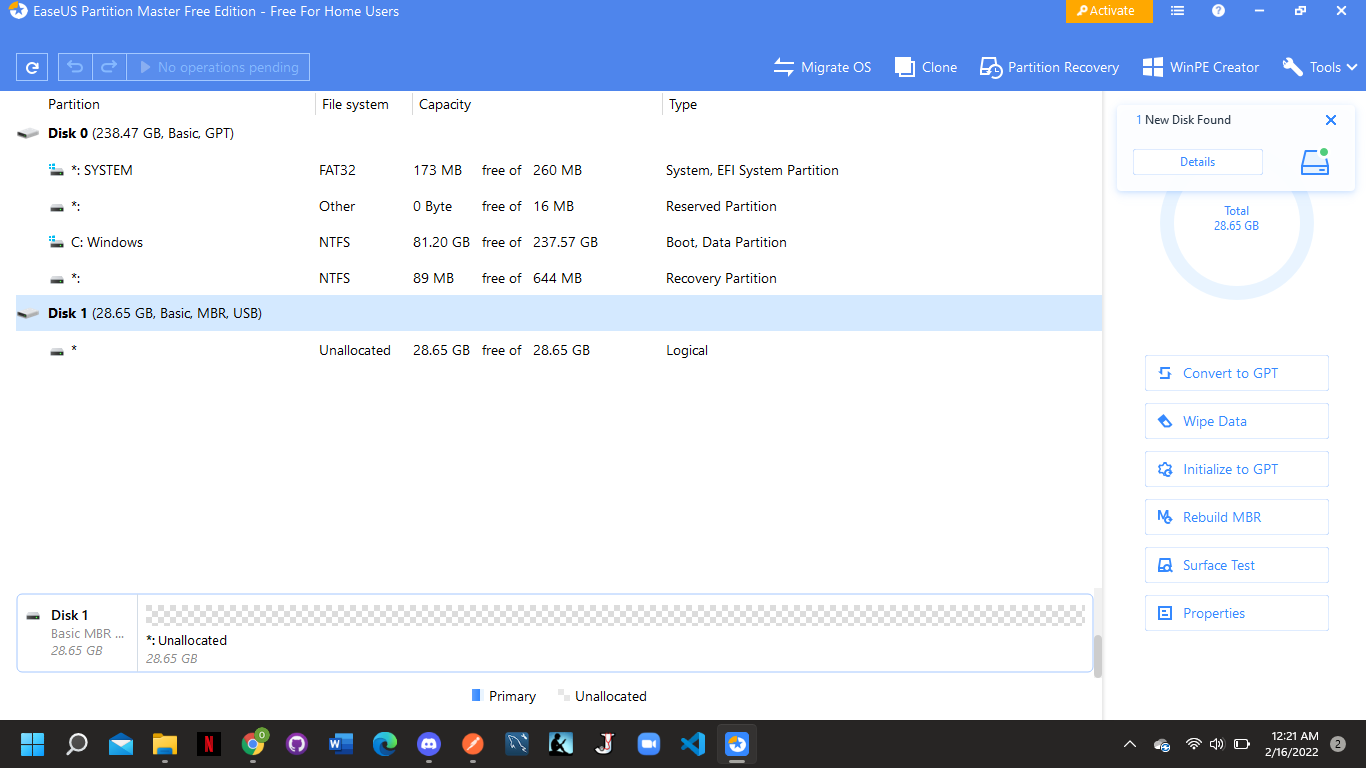 EaseUS Partition Master Free Edition - Free For Home Users
Activate
No operations pending
Migrate OS
Clone
Partition Recovery
WinPE Creator
Tools
Partition File system Capacity Type
Disk 0 (238.47 GB, Basic, GPT)
*: SYSTEM FAT32 173 MB free of 260 MB System, EFI System Partition
*: Other 0 Byte free of 16 MB Reserved Partition
C: Windows NTFS 81.20 GB free of 237.57 GB Boot, Data Partition
*: NTFS 89 MB free of 644 MB Recovery Partition
Disk 1 (28.65 GB, Basic, MBR, USB)
* Unallocated 28.65 GB free of 28.65 GB Logical
1 New Disk Found
Details
Total
28.65 GB
Convert to GPT
Wipe Data
Initialize to GPT
Rebuild MBR
Surface Test
Properties
Disk 1
Basic MBR ...
28.65 GB
*: Unallocated
28.65 GB
Primary
Unallocated
N
0
W
J
12:21 AM
2/16/2022
2